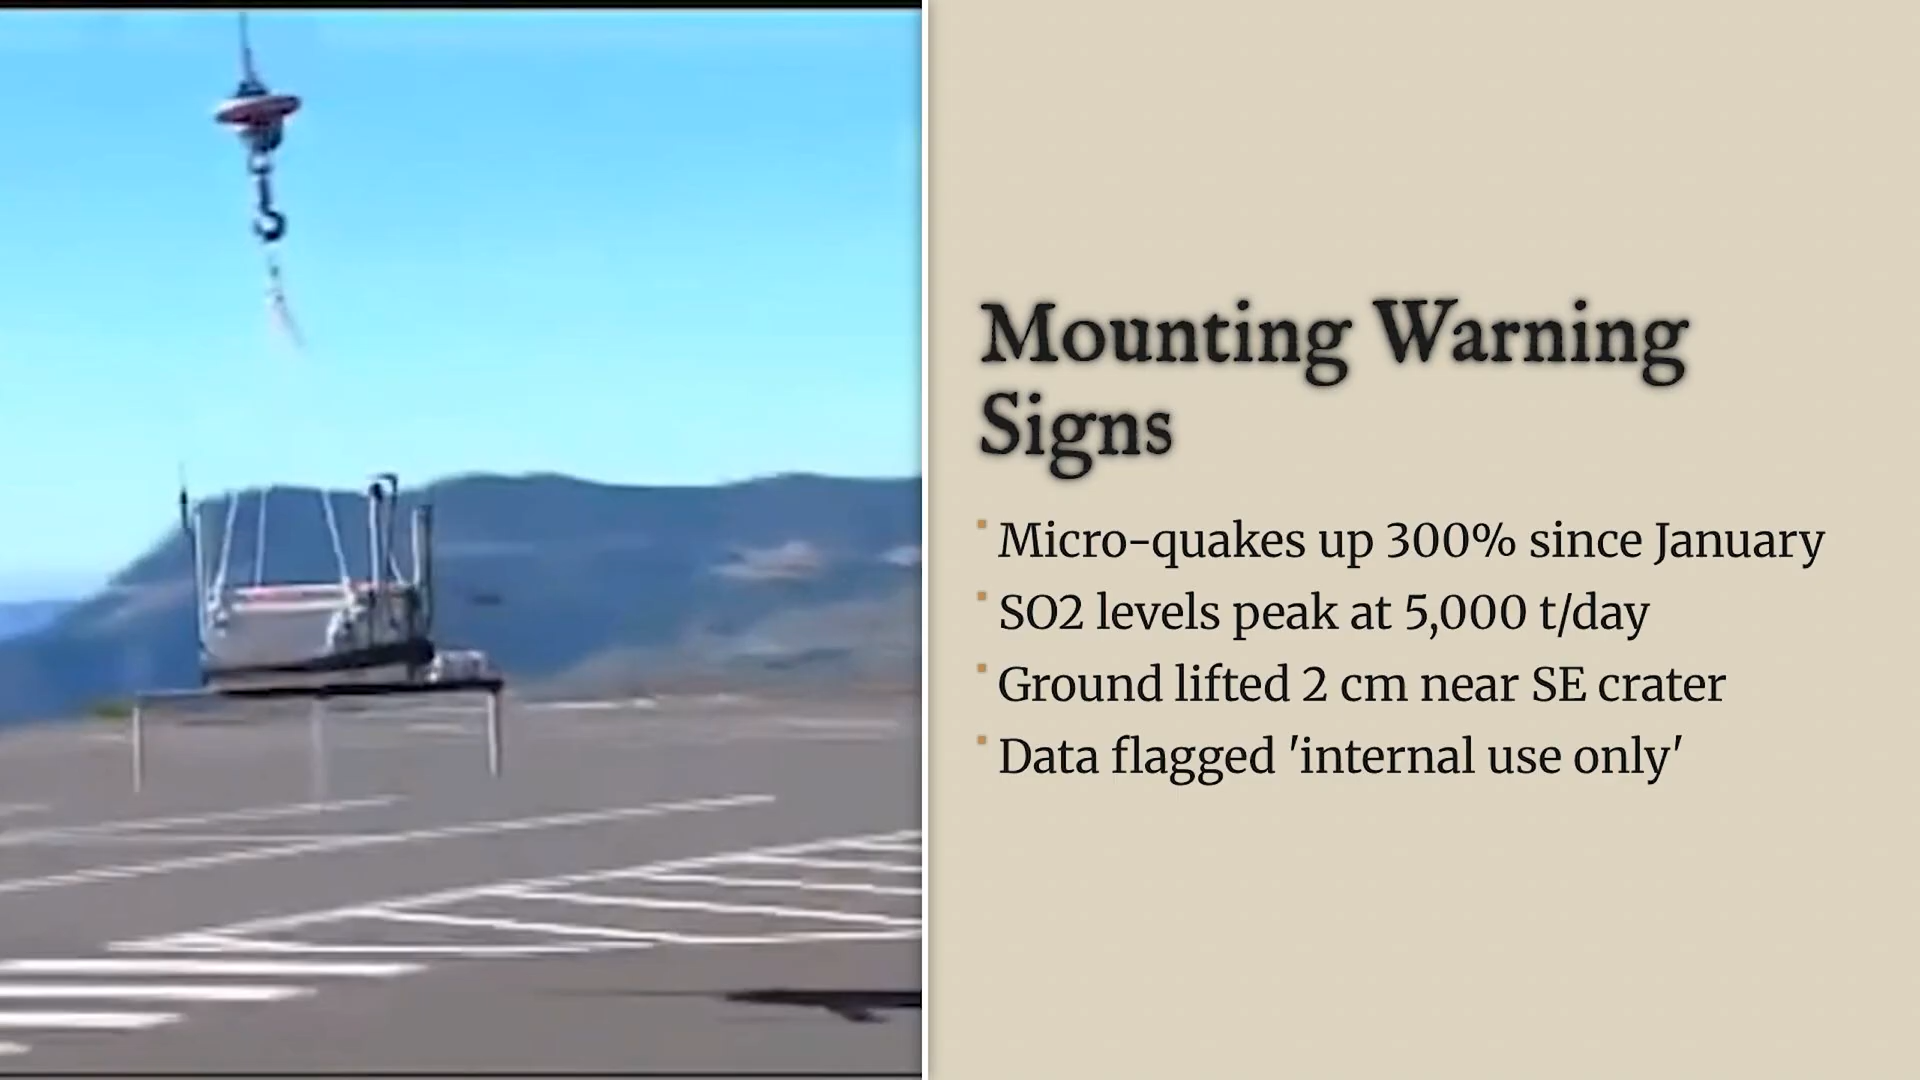 Mounting Warning
Signs
Micro-quakes up 300% since January
SO2 levels peak at 5,000 t/day
Ground lifted 2 cm near SE crater
Data flagged 'internal use only'